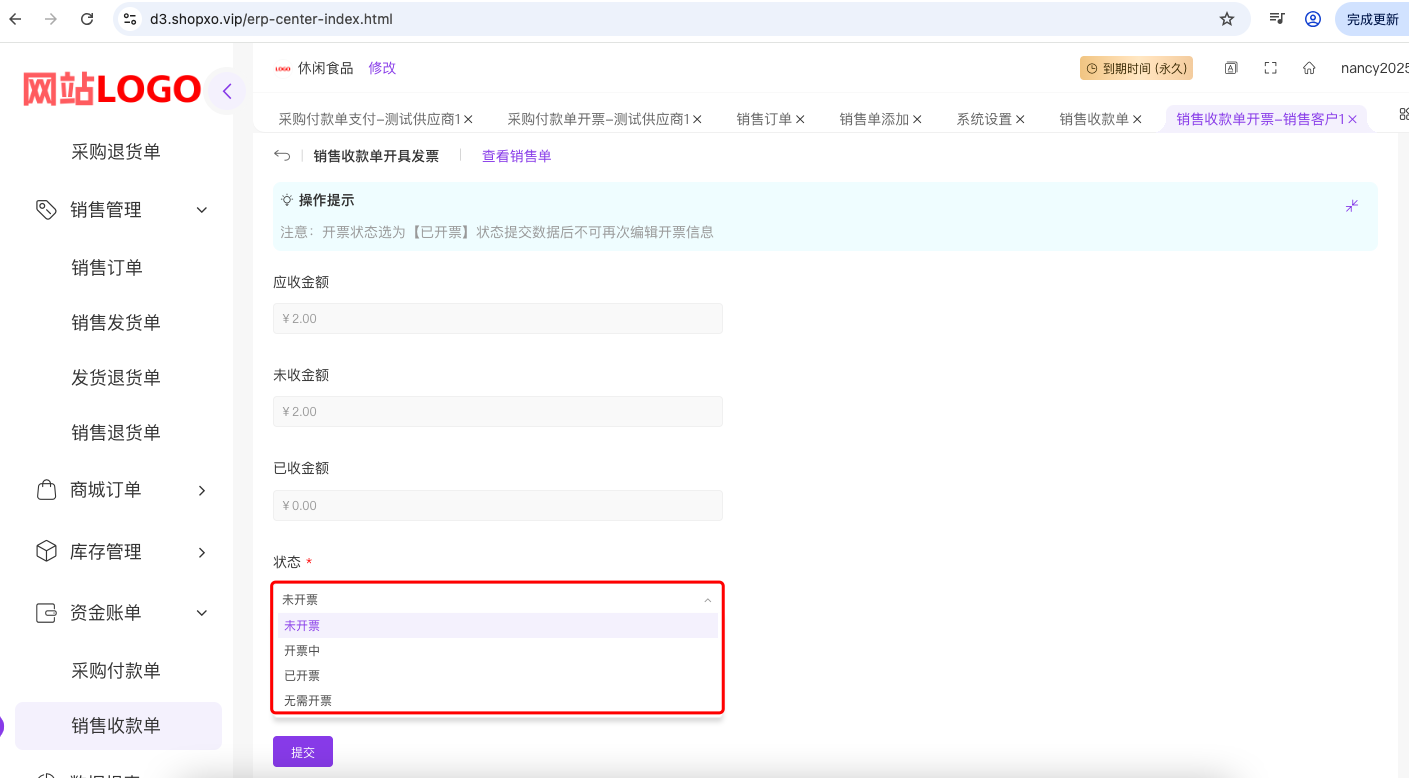 d3.shopxo.vip/erp-center-index.html
完成更新
网站LOGO
LOGO 休闲食品 修改
到期时间 (永久)
nancy2025
采购付款单支付-测试供应商1
采购付款单开票-测试供应商1
销售订单
销售单添加
系统设置
销售收款单
销售收款单开票-销售客户1
采购退货单
销售管理
销售订单
销售发货单
发货退货单
销售退货单
商城订单
库存管理
资金账单
采购付款单
销售收款单
销售收款单开具发票
查看销售单
操作提示
注意：开票状态选为【已开票】状态提交数据后不可再次编辑开票信息
应收金额
￥2.00
未收金额
￥2.00
已收金额
￥0.00
状态 *
未开票
未开票
开票中
已开票
无需开票
提交